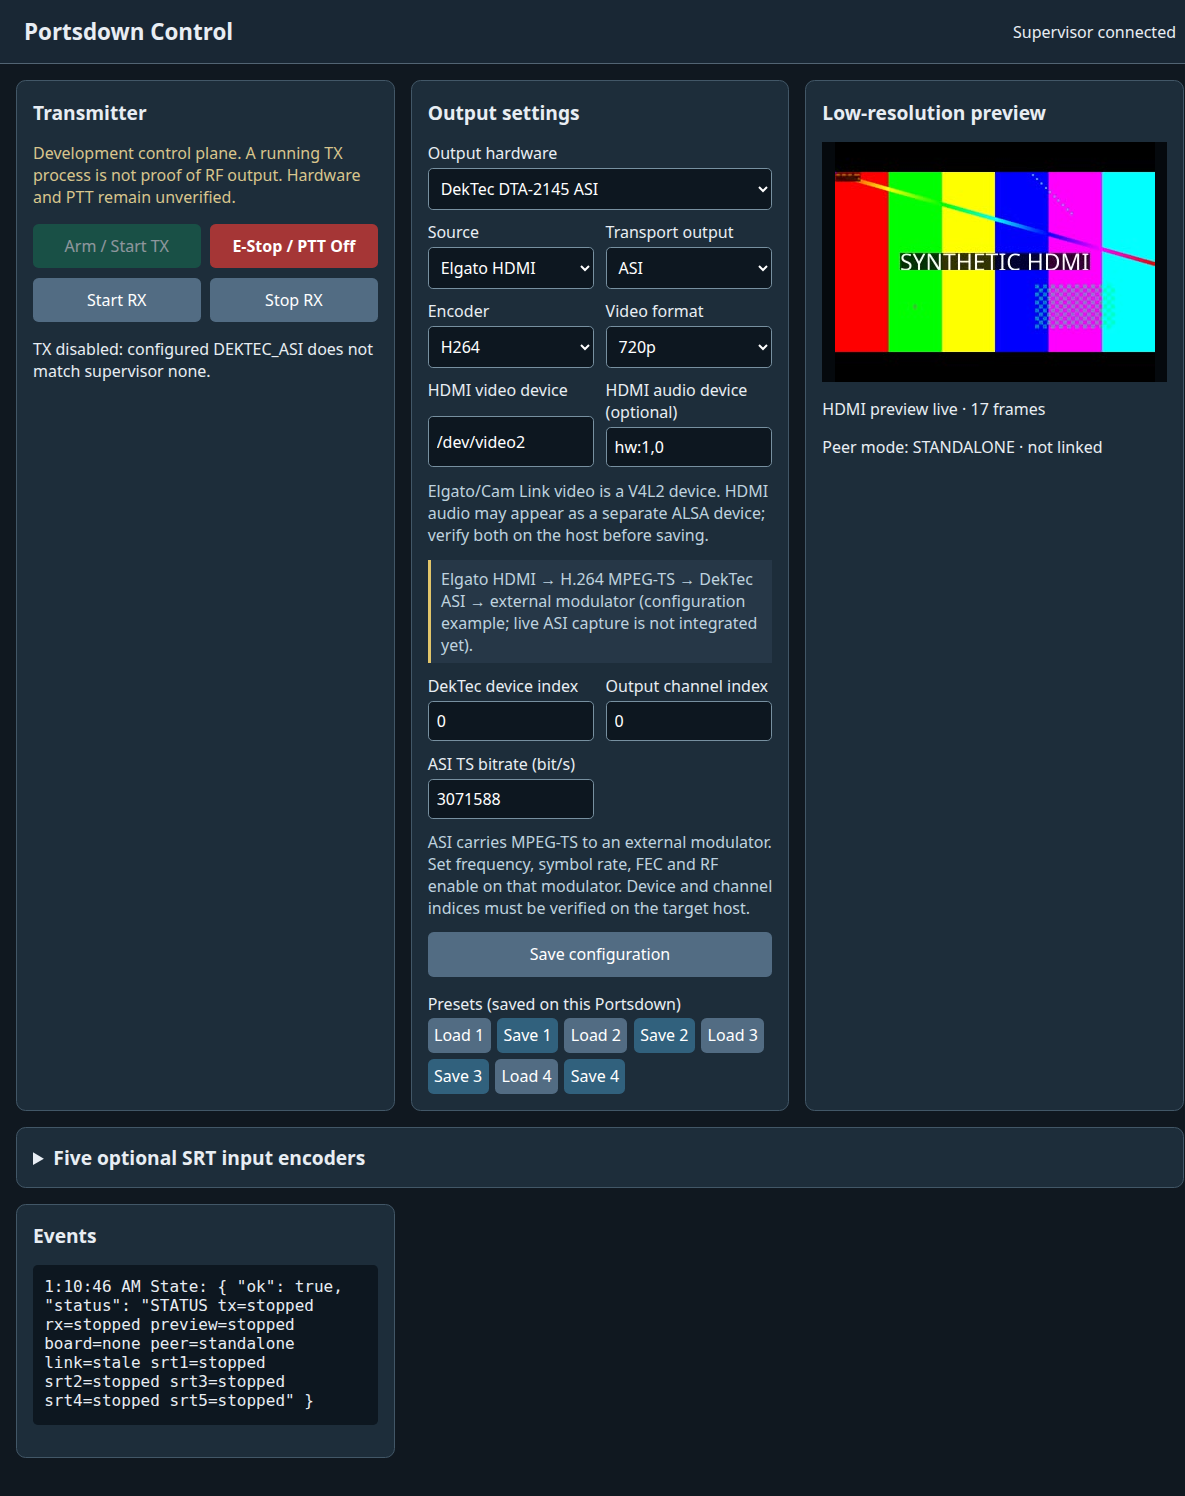 Portsdown Control
Supervisor connected
Transmitter
Development control plane. A running TX
process is not proof of RF output. Hardware
and PTT remain unverified.
Arm / Start TX
E-Stop / PTT Off
Start RX
Stop RX
TX disabled: configured DEKTEC_ASI does not
match supervisor none.
Output settings
Output hardware
DekTec DTA-2145 ASI
Source
Transport output
Elgato HDMI
ASI
Encoder
Video format
H264
720p
HDMI video device
HDMI audio device
(optional)
/dev/video2
hw:1,0
Elgato/Cam Link video is a V4L2 device. HDMI
audio may appear as a separate ALSA device;
verify both on the host before saving.
Elgato HDMI → H.264 MPEG-TS → DekTec
ASI → external modulator (configuration
example; live ASI capture is not integrated
yet).
DekTec device index
Output channel index
0
0
ASI TS bitrate (bit/s)
3071588
ASI carries MPEG-TS to an external modulator.
Set frequency, symbol rate, FEC and RF
enable on that modulator. Device and channel
indices must be verified on the target host.
Save configuration
Presets (saved on this Portsdown)
Load 1
Save 1
Load 2
Save 2
Load 3
Save 3
Load 4
Save 4
Low-resolution preview
SYNTHETIC HDMI
HDMI preview live · 17 frames
Peer mode: STANDALONE · not linked
Five optional SRT input encoders
Events
1:10:46 AM State: { "ok": true,
"status": "STATUS tx=stopped
rx=stopped preview=stopped
board=none peer=standalone
link=stale srt1=stopped
srt2=stopped srt3=stopped
srt4=stopped srt5=stopped" }